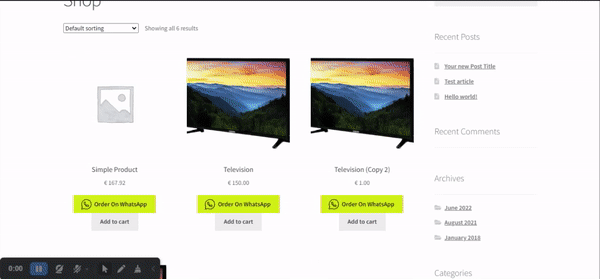 Shop
Default sorting
Showing all 6 results
Simple Product
€ 167.92
Order On WhatsApp
Add to cart
Television
€ 150.00
Order On WhatsApp
Add to cart
Television (Copy 2)
€ 1.00
Order On WhatsApp
Add to cart
Recent Posts
Your new Post Title
Test article
Hello world!
Recent Comments
Archives
June 2022
August 2021
January 2018
Categories
0:00